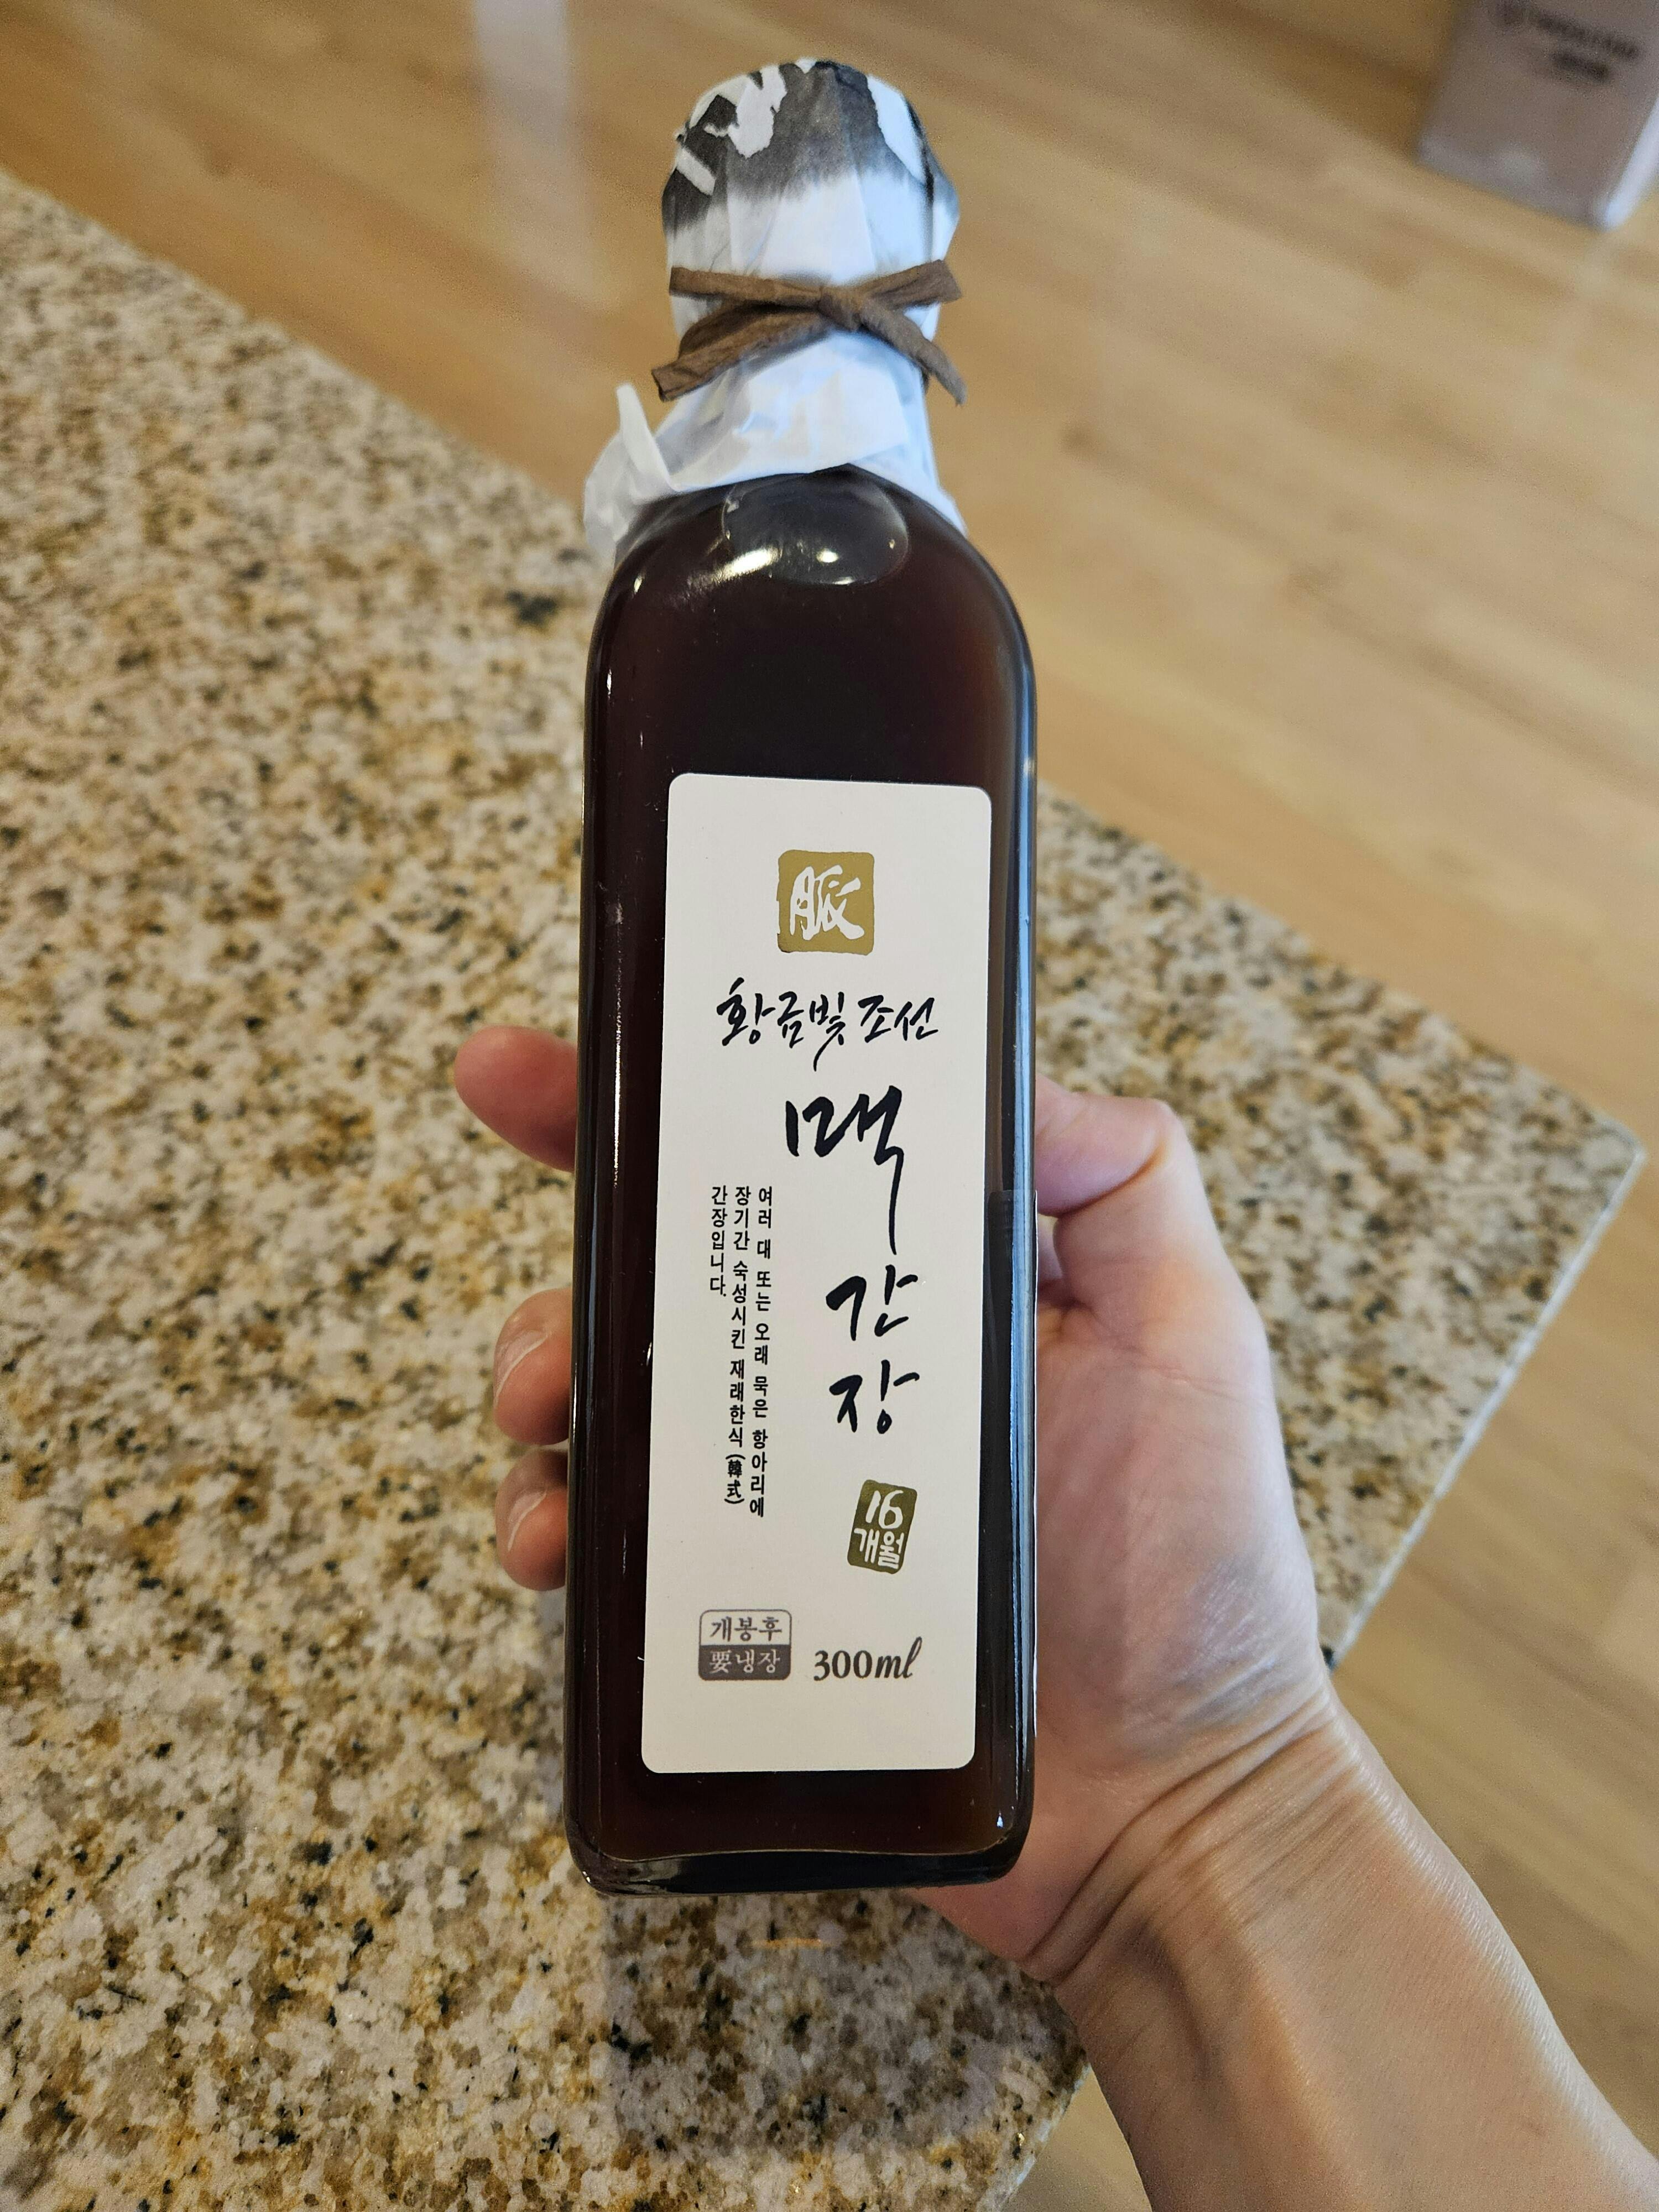 脈
황금빛 조선
맥
간
장
여러 대 또는 오래 묵은 항아리에
장기간 숙성시킨 재래한식(韓式)
간장입니다.
16
개월
개봉후
要냉장
300ml